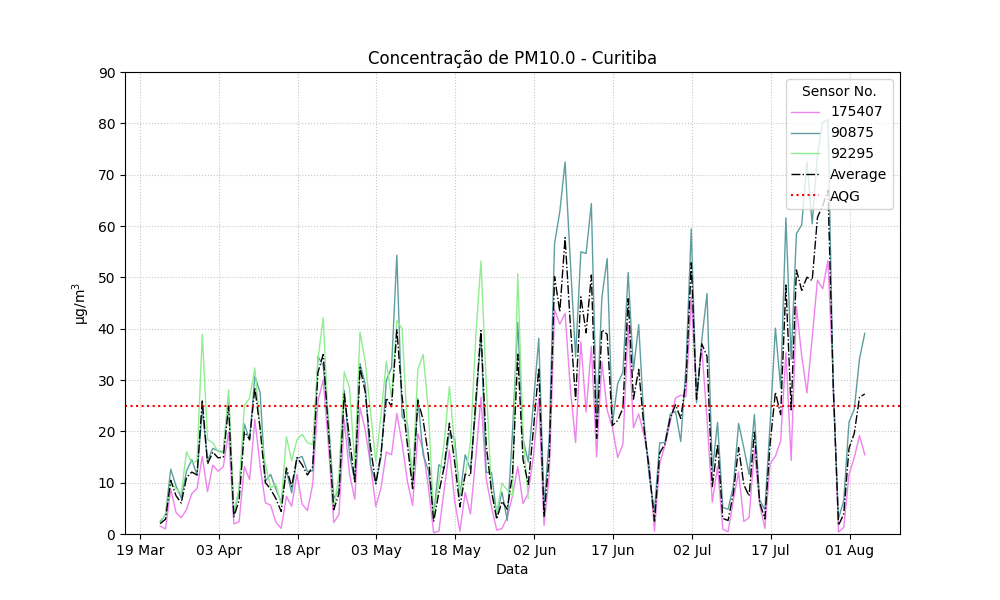 Concentração de PM10.0 - Curitiba
90
80
70
60
50
40
30
20
10
0
µg/m³
Sensor No.
175407
90875
92295
Average
AQG
19 Mar 03 Apr 18 Apr 03 May 18 May 02 Jun 17 Jun 02 Jul 17 Jul 01 Aug
Data